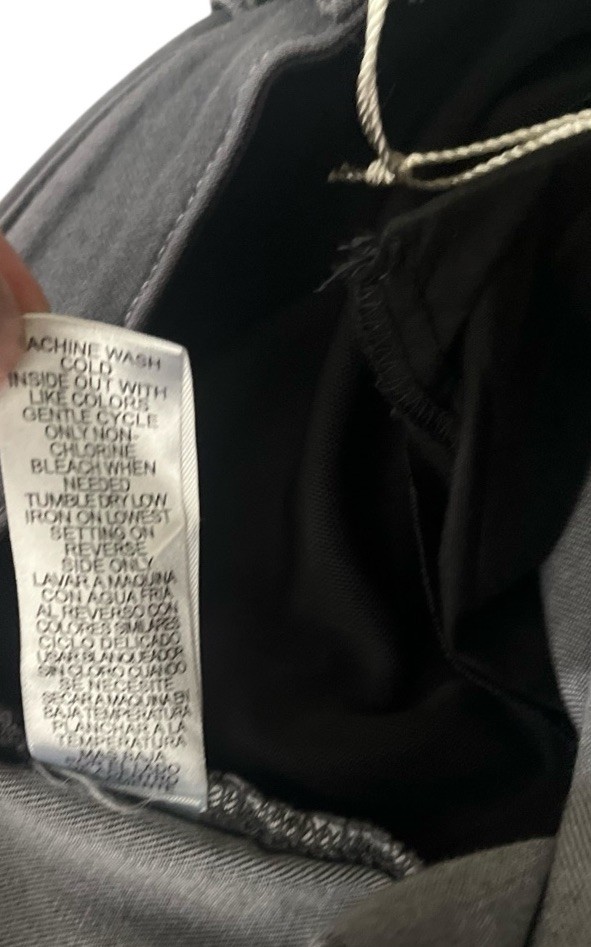 ACHINE WASH
COLD
INSIDE OUT WITH
LIKE COLORS
GENTLE CYCLE
ONLY NON-
CHLORINE
BLEACH WHEN
NEEDED
TUMBLE DRY LOW
IRON ON LOWEST
SETTING ON
REVERSE
SIDE ONLY
LAVAR A MAQUINA
CON AGUA FRIA
AL REVERSO CON
COLORES SIMILARES
CICLO DELICADO
USAR BLANQUEADOR
SIN CLORO CUANDO
SE NECESITE
SECAR A MAQUINA EN
BAJA TEMPERATURA
PLANCHAR A LA
TEMPERATURA
MAS BAJA